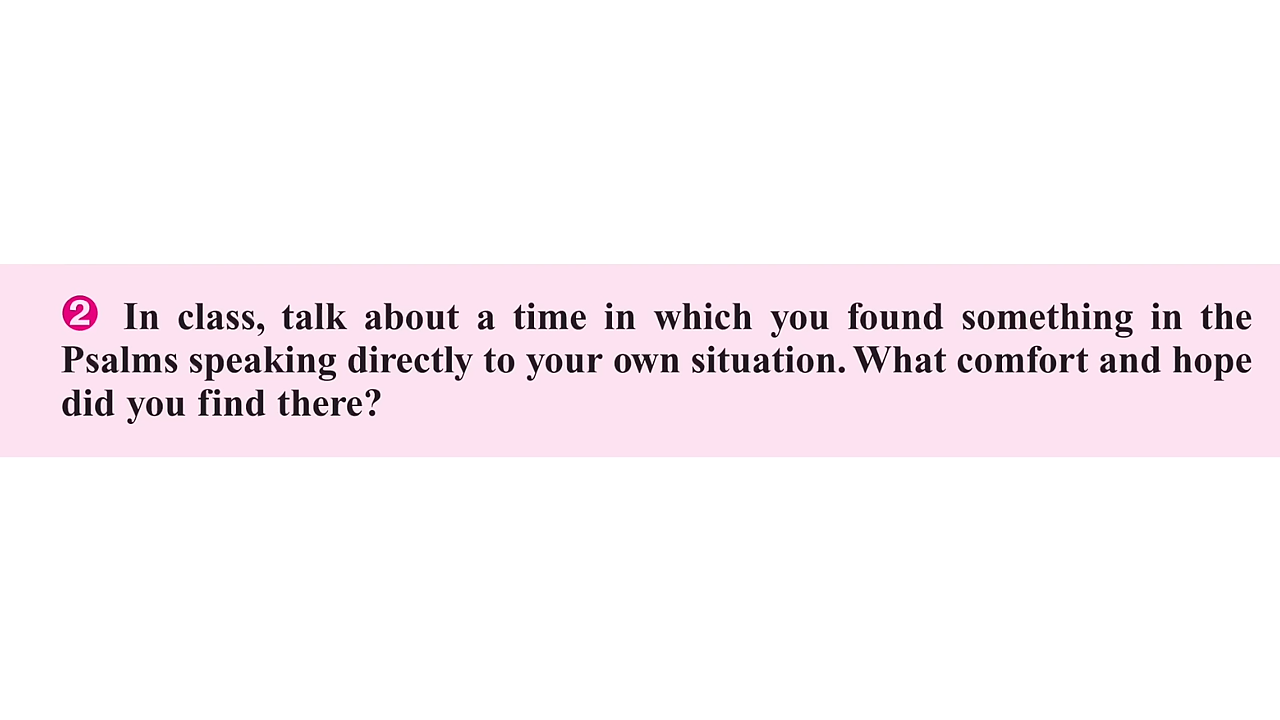 ❷ In class, talk about a time in which you found something in the
Psalms speaking directly to your own situation. What comfort and hope
did you find there?